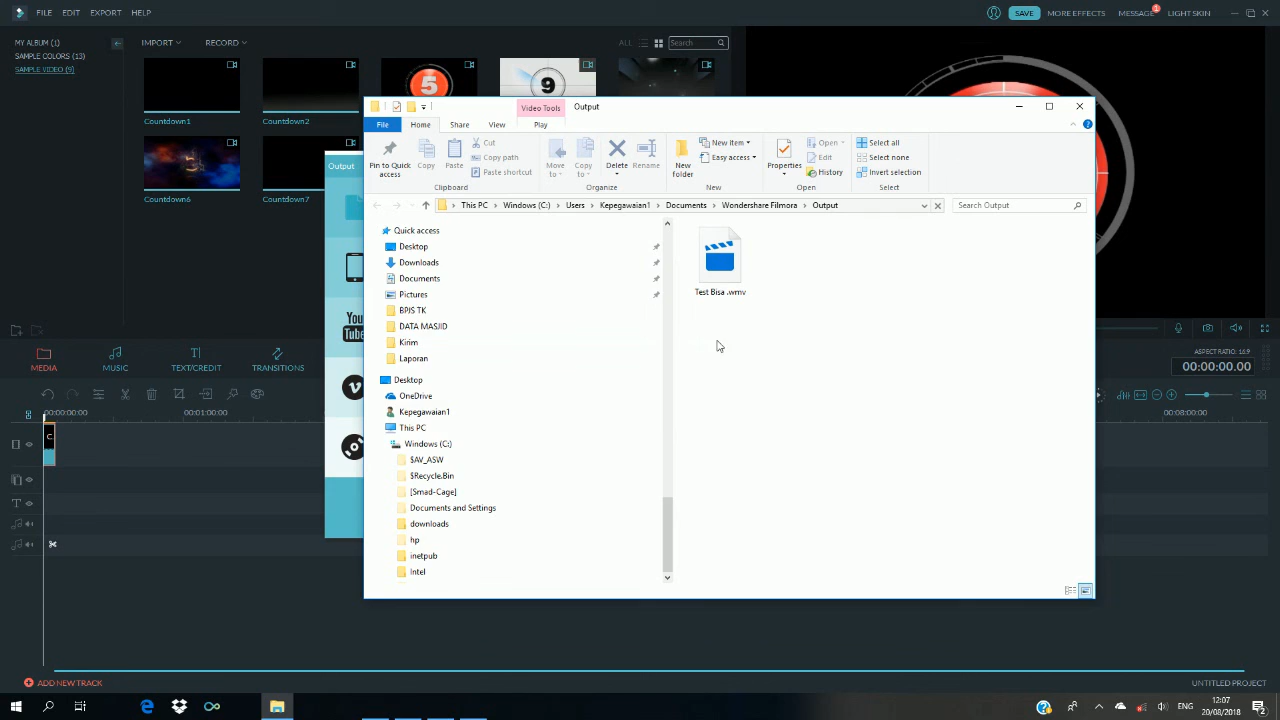 FILE EDIT EXPORT HELP
SAVE MORE EFFECTS MESSAGE 1 LIGHT SKIN
MY ALBUM (1)
SAMPLE COLORS (13)
SAMPLE VIDEO (9)
IMPORT
RECORD
ALL
Search
5
9
Countdown1
Countdown2
Countdown6
Countdown7
Output
You
Tube
Video Tools
Output
File Home Share View Play
Pin to Quick
access
Copy
Paste
Cut
Copy path
Paste shortcut
Clipboard
Move
to
Copy
to
Delete
Rename
Organize
New
folder
New item
Easy access
New
Properties
Open
Edit
History
Open
Select all
Select none
Invert selection
Select
This PC Windows (C:) Users Kepegawaian1 Documents Wondershare Filmora Output
Search Output
Quick access
Desktop
Downloads
Documents
Pictures
BPJS TK
DATA MASJID
Kirim
Laporan
Desktop
OneDrive
Kepegawaian1
This PC
Windows (C:)
$AV_ASW
$Recycle.Bin
[Smad-Cage]
Documents and Settings
downloads
hp
inetpub
Intel
Test Bisa .wmv
MEDIA
MUSIC
TEXT/CREDIT
TRANSITIONS
ASPECT RATIO: 16:9
00:00:00.00
00:00:00:00
00:01:00:00
00:08:00:00
C
ADD NEW TRACK
UNTITLED PROJECT
12:07
20/08/2018
2